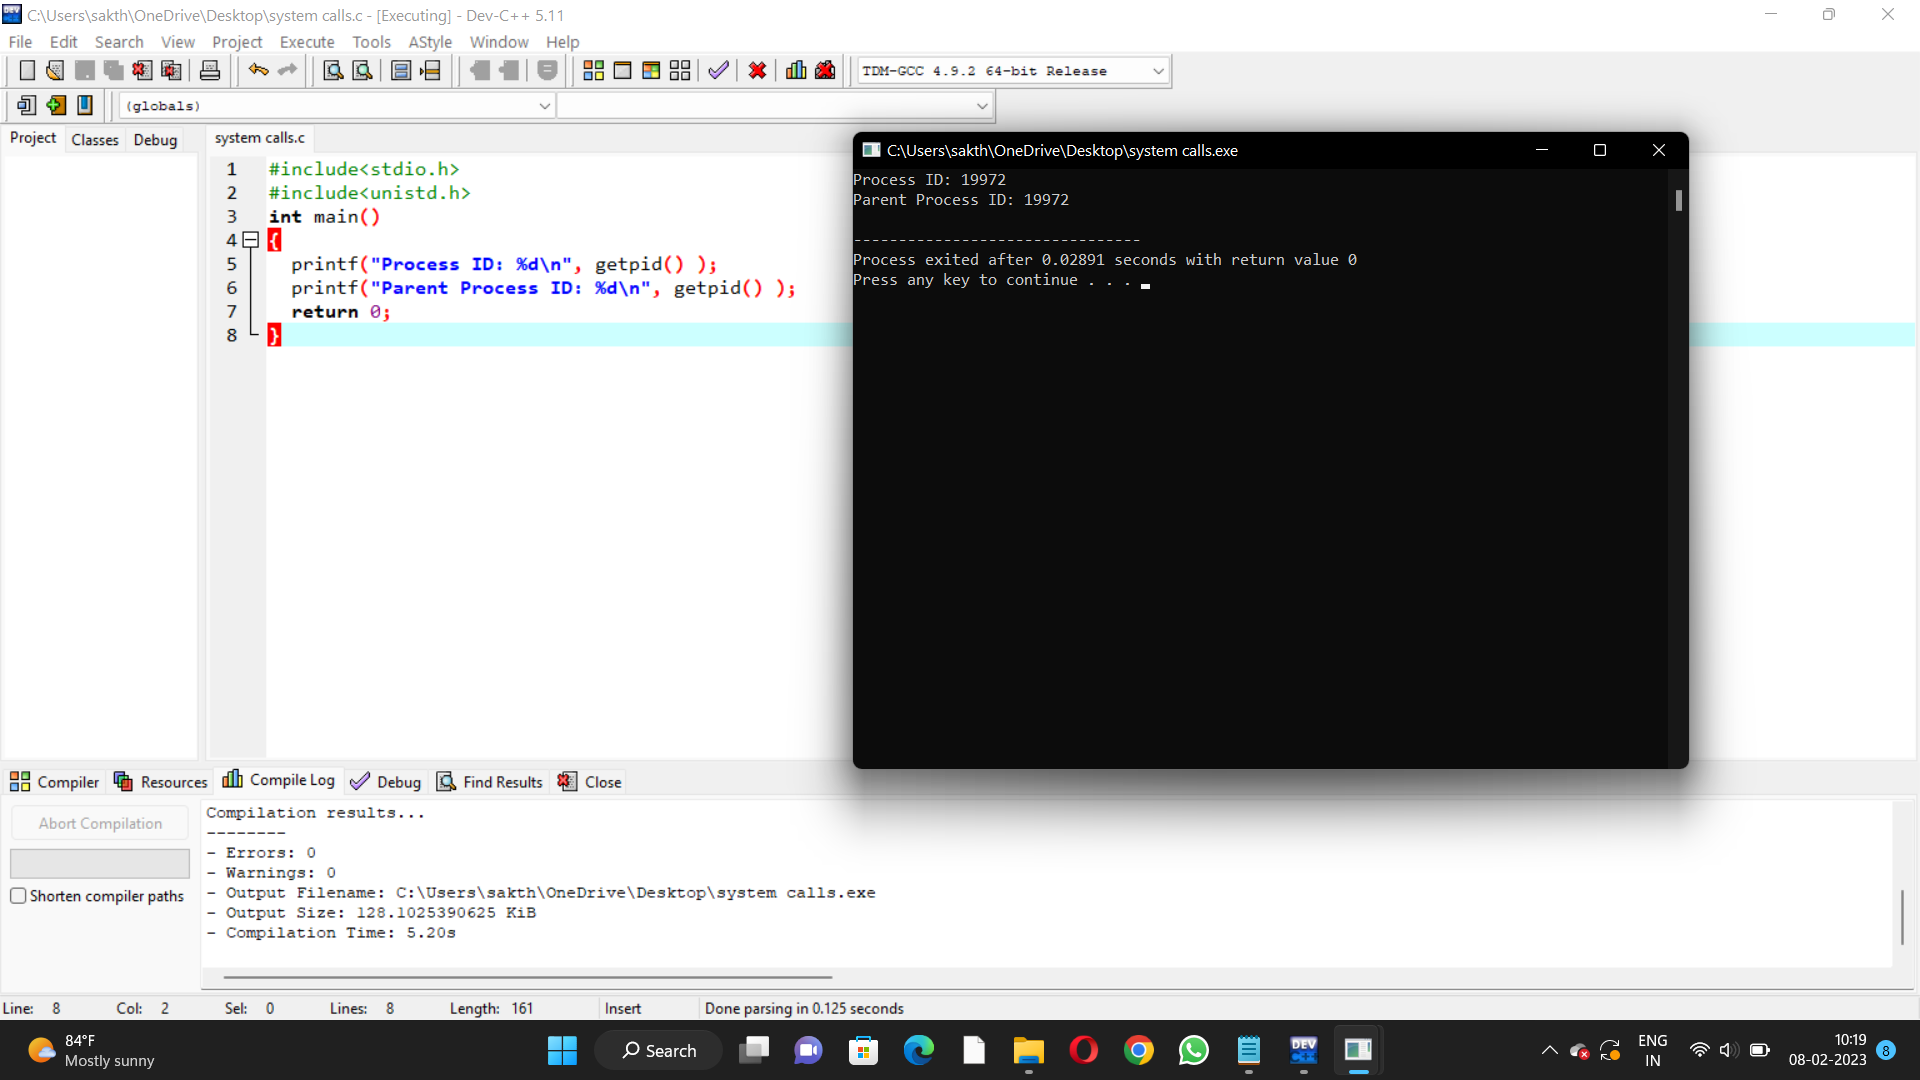 C:\Users\sakth\OneDrive\Desktop\system calls.c - [Executing] - Dev-C++ 5.11
File Edit Search View Project Execute Tools AStyle Window Help
TDM-GCC 4.9.2 64-bit Release
(globals)
Project Classes Debug
system calls.c
1 #include<stdio.h>
2 #include<unistd.h>
3 int main()
4 {
5 printf("Process ID: %d\n", getpid() );
6 printf("Parent Process ID: %d\n", getpid() );
7 return 0;
8 }
C:\Users\sakth\OneDrive\Desktop\system calls.exe
Process ID: 19972
Parent Process ID: 19972
--------------------------------
Process exited after 0.02891 seconds with return value 0
Press any key to continue . . .
Compiler Resources Compile Log Debug Find Results Close
Abort Compilation
Shorten compiler paths
Compilation results...
--------
- Errors: 0
- Warnings: 0
- Output Filename: C:\Users\sakth\OneDrive\Desktop\system calls.exe
- Output Size: 128.1025390625 KiB
- Compilation Time: 5.20s
Line: 8 Col: 2 Sel: 0 Lines: 8 Length: 161 Insert Done parsing in 0.125 seconds
84°F
Mostly sunny
Search
DEV
C++
ENG
IN
10:19
08-02-2023
8